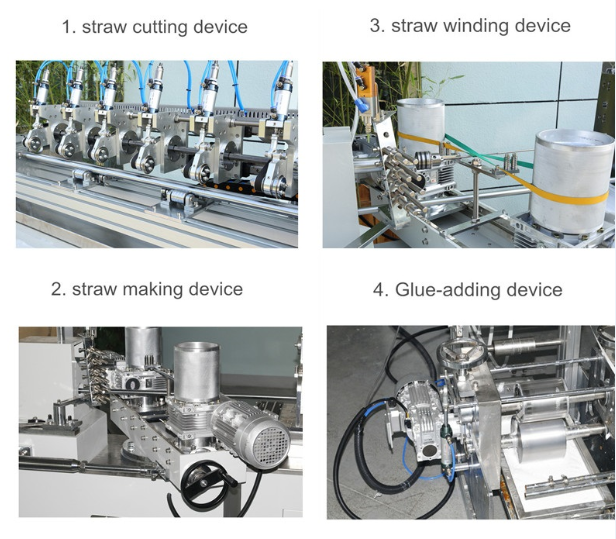 1. straw cutting device
3. straw winding device
2. straw making device
4. Glue-adding device